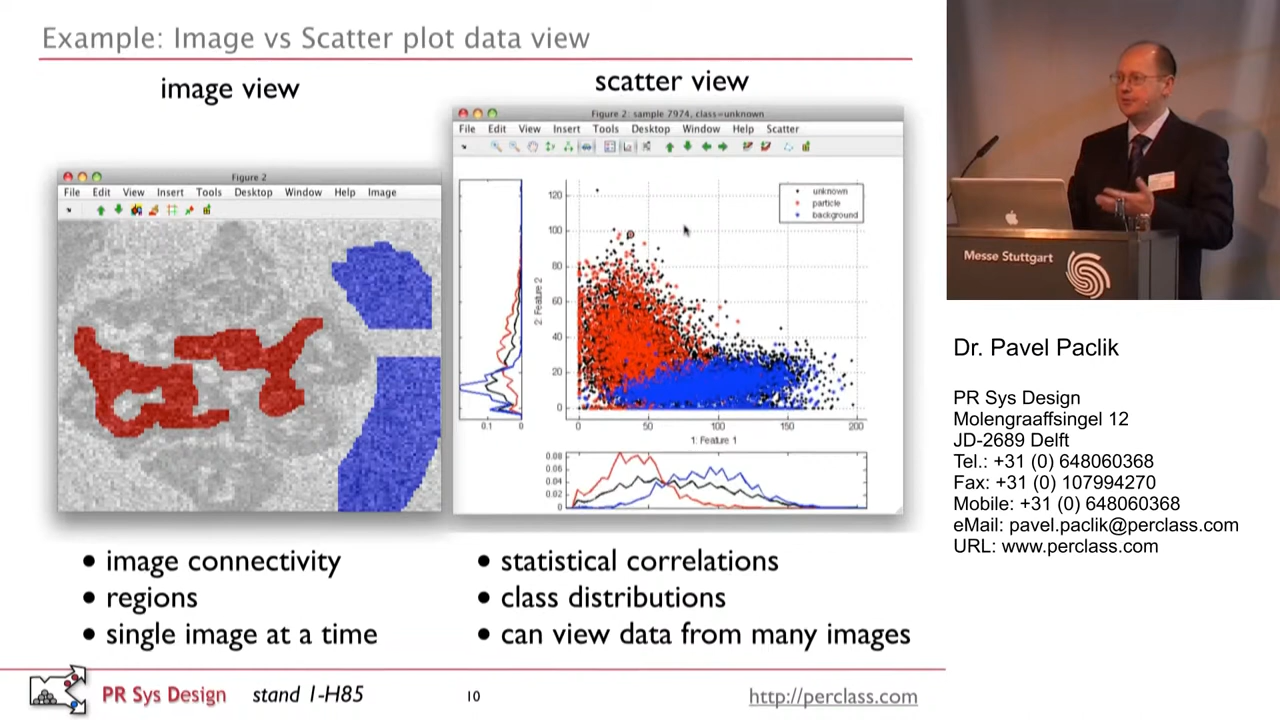 Example: Image vs Scatter plot data view
image view
scatter view
Figure 2
File Edit View Insert Tools Desktop Window Help Image
Figure 2: sample 7974, class=unknown
File Edit View Insert Tools Desktop Window Help Scatter
unknown
particle
background
120
100
80
60
40
20
0
2: Feature 2
0.1 0
0 50 100 150 200
1: Feature 1
0.08
0.06
0.04
0.02
0
• image connectivity
• regions
• single image at a time
• statistical correlations
• class distributions
• can view data from many images
PR Sys Design stand 1-H85
10
http://perclass.com
Messe Stuttgart
Dr. Pavel Paclik
PR Sys Design
Molengraaffsingel 12
JD-2689 Delft
Tel.: +31 (0) 648060368
Fax: +31 (0) 107994270
Mobile: +31 (0) 648060368
eMail: pavel.paclik@perclass.com
URL: www.perclass.com